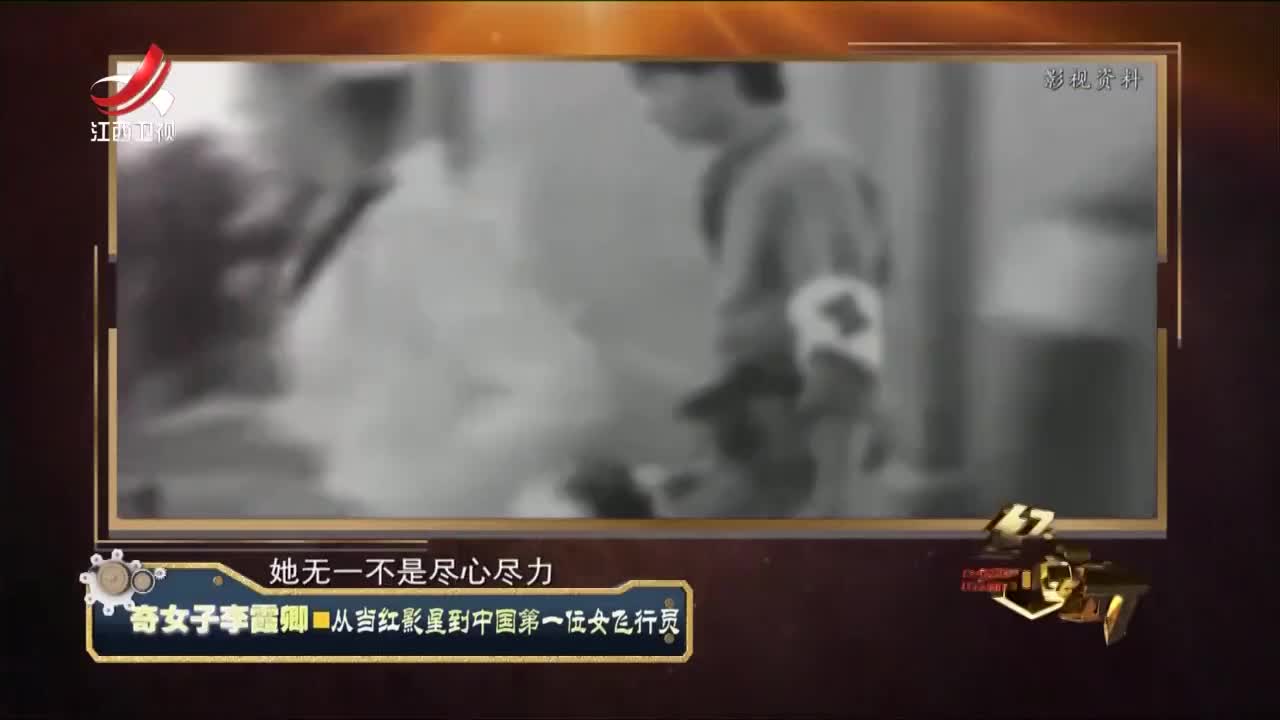 影视资料
江西卫视
她无一不是尽心尽力
奇女子李霞卿■从当红影星到中国第一位女飞行员